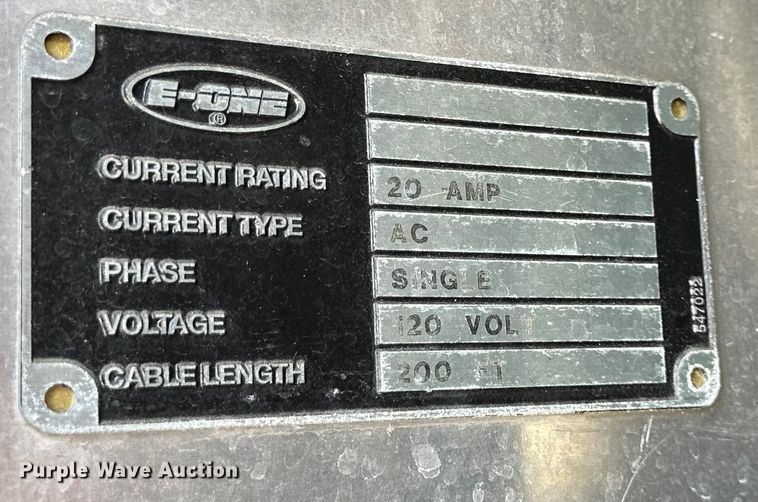 E-ONE
®
CURRENT RATING 20 AMP
CURRENT TYPE AC
PHASE SINGLE
VOLTAGE 120 VOLT
CABLE LENGTH 200 FT
547022
Purple Wave Auction